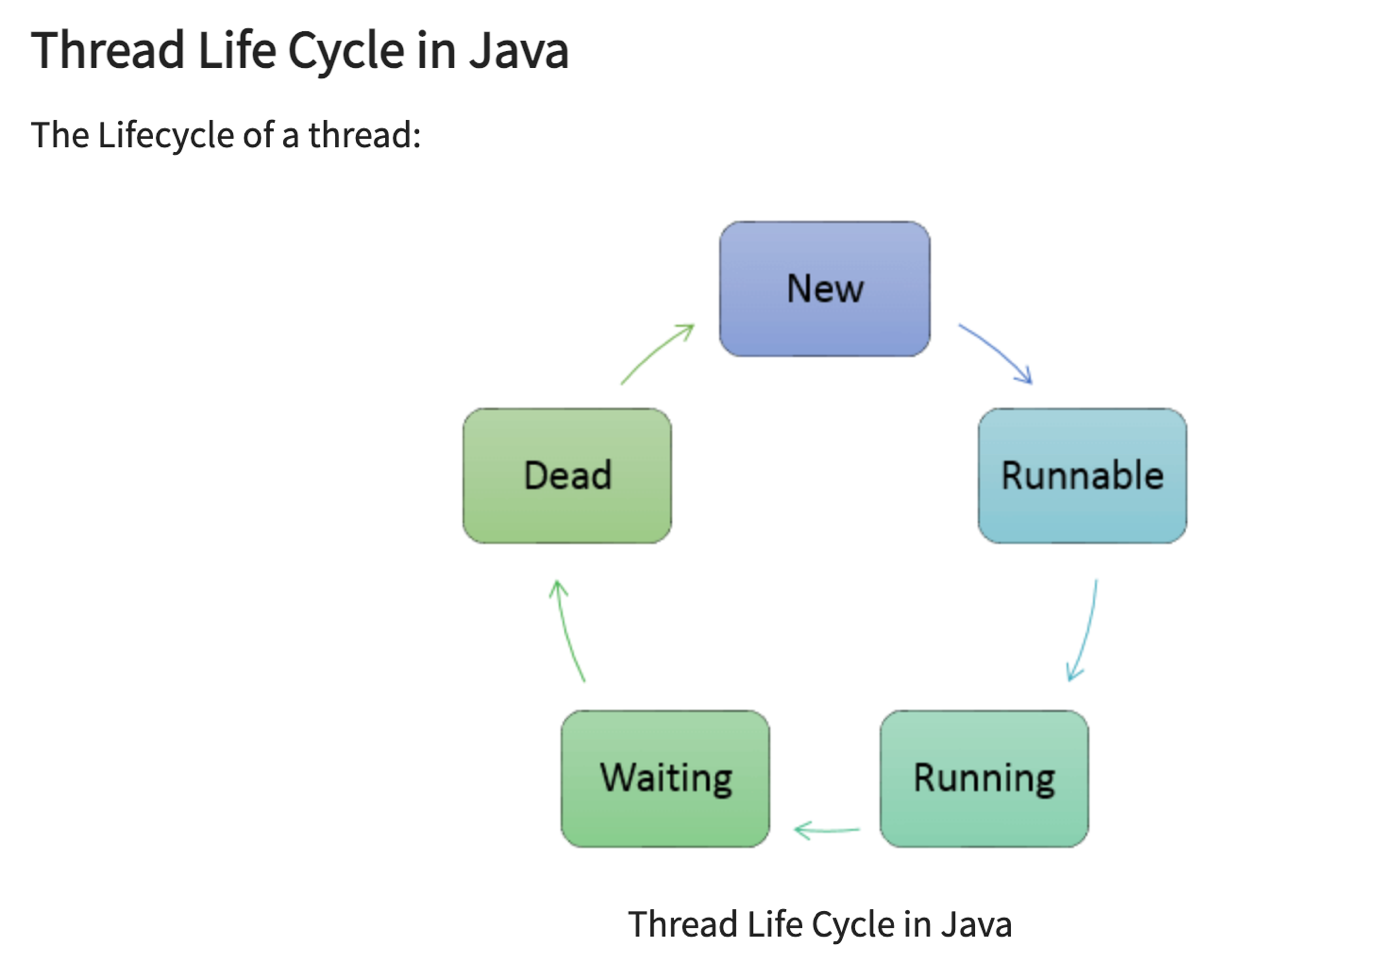 Thread Life Cycle in Java
The Lifecycle of a thread:
New
Dead
Runnable
Waiting
Running
Thread Life Cycle in Java